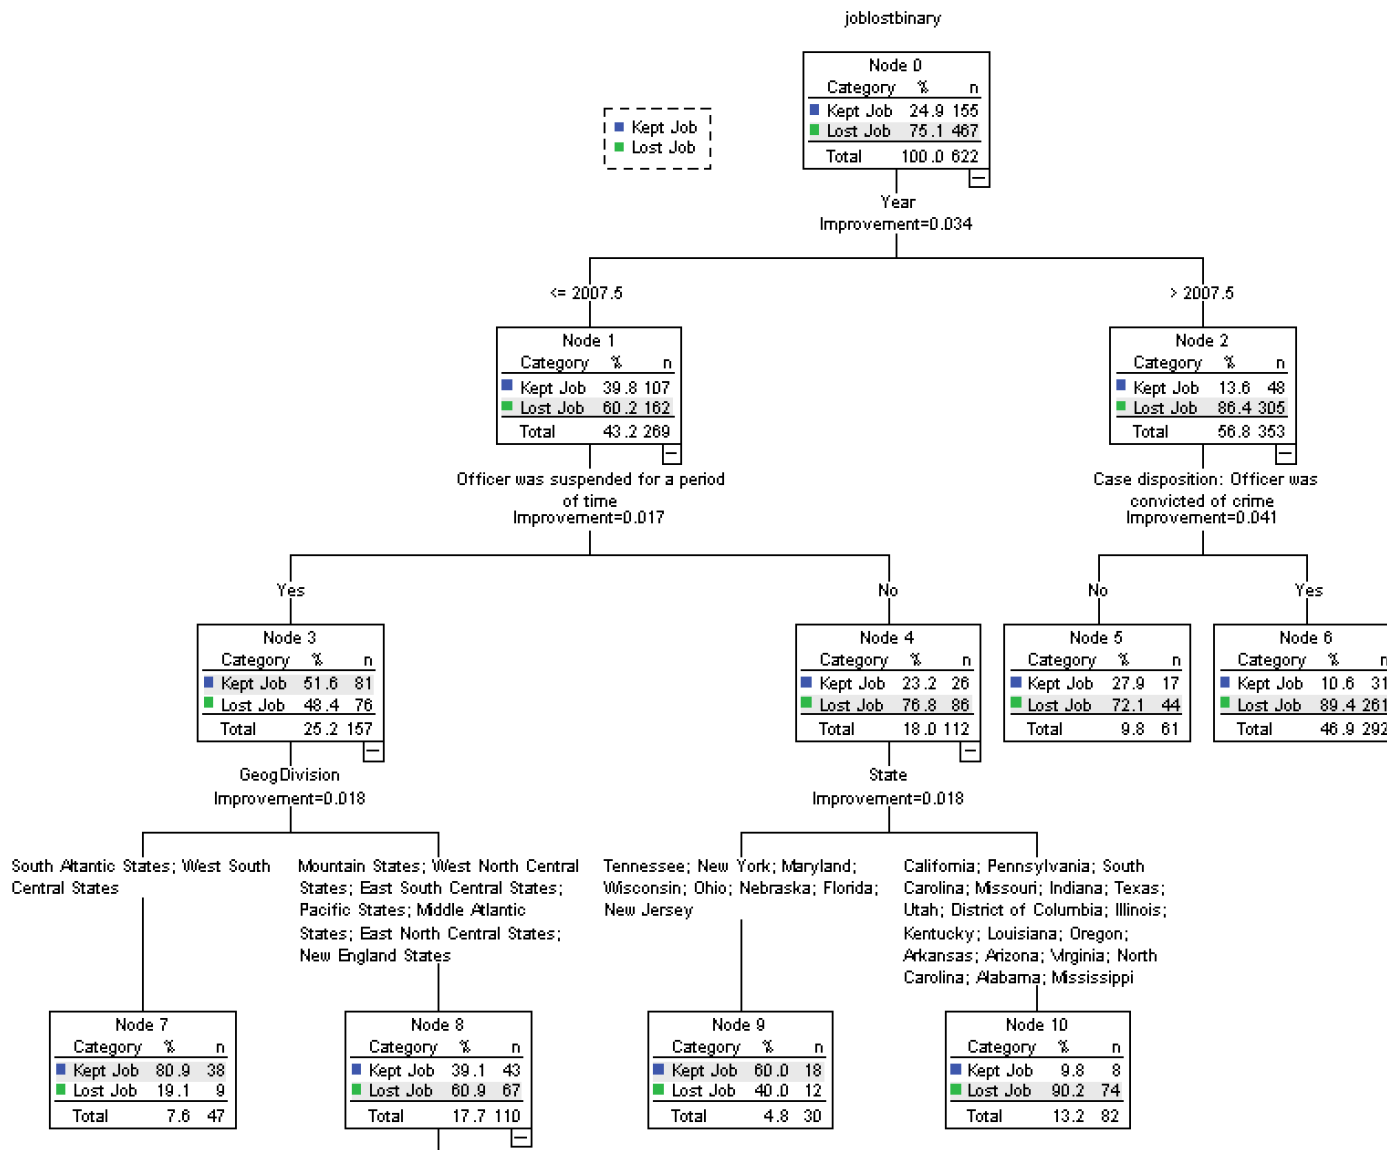 joblostbinary
Node 0
Category % n
Kept Job 24.9 155
Lost Job 75.1 467
Total 100.0 622
Kept Job
Lost Job
Year
Improvement=0.034
<= 2007.5
> 2007.5
Node 1
Category % n
Kept Job 39.8 107
Lost Job 60.2 162
Total 43.2 269
Node 2
Category % n
Kept Job 13.6 48
Lost Job 86.4 305
Total 56.8 353
Officer was suspended for a period
of time
Improvement=0.017
Case disposition: Officer was
convicted of crime
Improvement=0.041
Yes
No
No
Yes
Node 3
Category % n
Kept Job 51.6 81
Lost Job 48.4 76
Total 25.2 157
Node 4
Category % n
Kept Job 23.2 26
Lost Job 76.8 86
Total 18.0 112
Node 5
Category % n
Kept Job 27.9 17
Lost Job 72.1 44
Total 9.8 61
Node 6
Category % n
Kept Job 10.6 31
Lost Job 89.4 261
Total 46.9 292
GeogDivision
Improvement=0.018
State
Improvement=0.018
South Altantic States; West South
Central States
Mountain States; West North Central
States; East South Central States;
Pacific States; Middle Atlantic
States; East North Central States;
New England States
Tennessee; New York; Maryland;
Wisconsin; Ohio; Nebraska; Florida;
New Jersey
California; Pennsylvania; South
Carolina; Missouri; Indiana; Texas;
Utah; District of Columbia; Illinois;
Kentucky; Louisiana; Oregon;
Arkansas; Arizona; Virginia; North
Carolina; Alabama; Mississippi
Node 7
Category % n
Kept Job 80.9 38
Lost Job 19.1 9
Total 7.6 47
Node 8
Category % n
Kept Job 39.1 43
Lost Job 60.9 67
Total 17.7 110
Node 9
Category % n
Kept Job 60.0 18
Lost Job 40.0 12
Total 4.8 30
Node 10
Category % n
Kept Job 9.8 8
Lost Job 90.2 74
Total 13.2 82